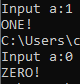 Input a:1
ONE!
C:\Users\c
Input a:0
ZERO!